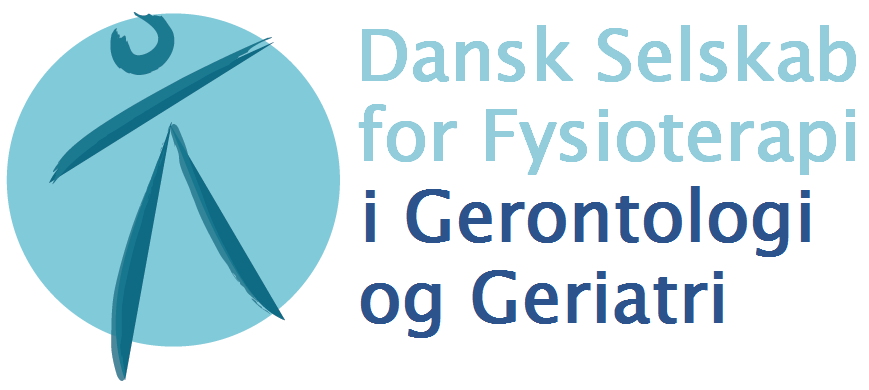 Dansk Selskab
for Fysioterapi
i Gerontologi
og Geriatri